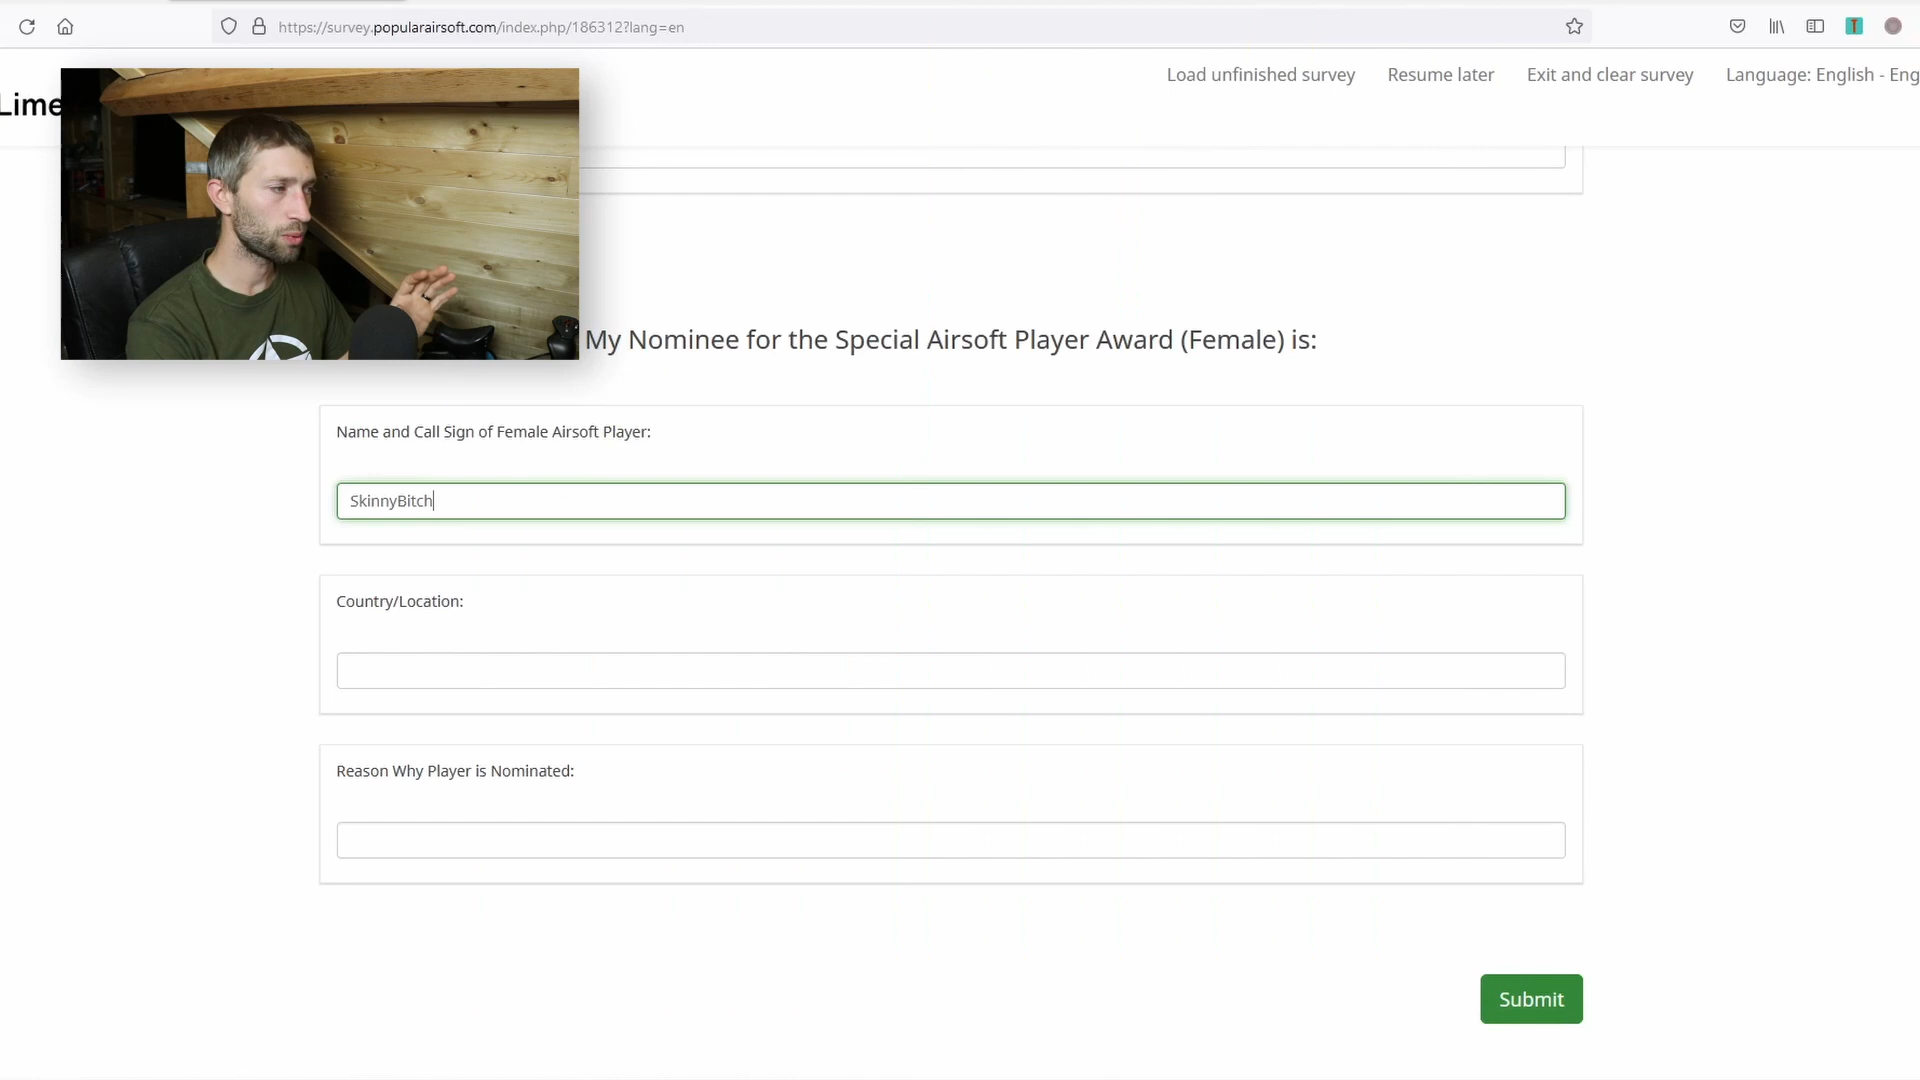 https://survey.popularairsoft.com/index.php/186312?lang=en
Load unfinished survey
Resume later
Exit and clear survey
Language: English - Eng
Lime
My Nominee for the Special Airsoft Player Award (Female) is:
Name and Call Sign of Female Airsoft Player:
SkinnyBitch
Country/Location:
Reason Why Player is Nominated:
Submit